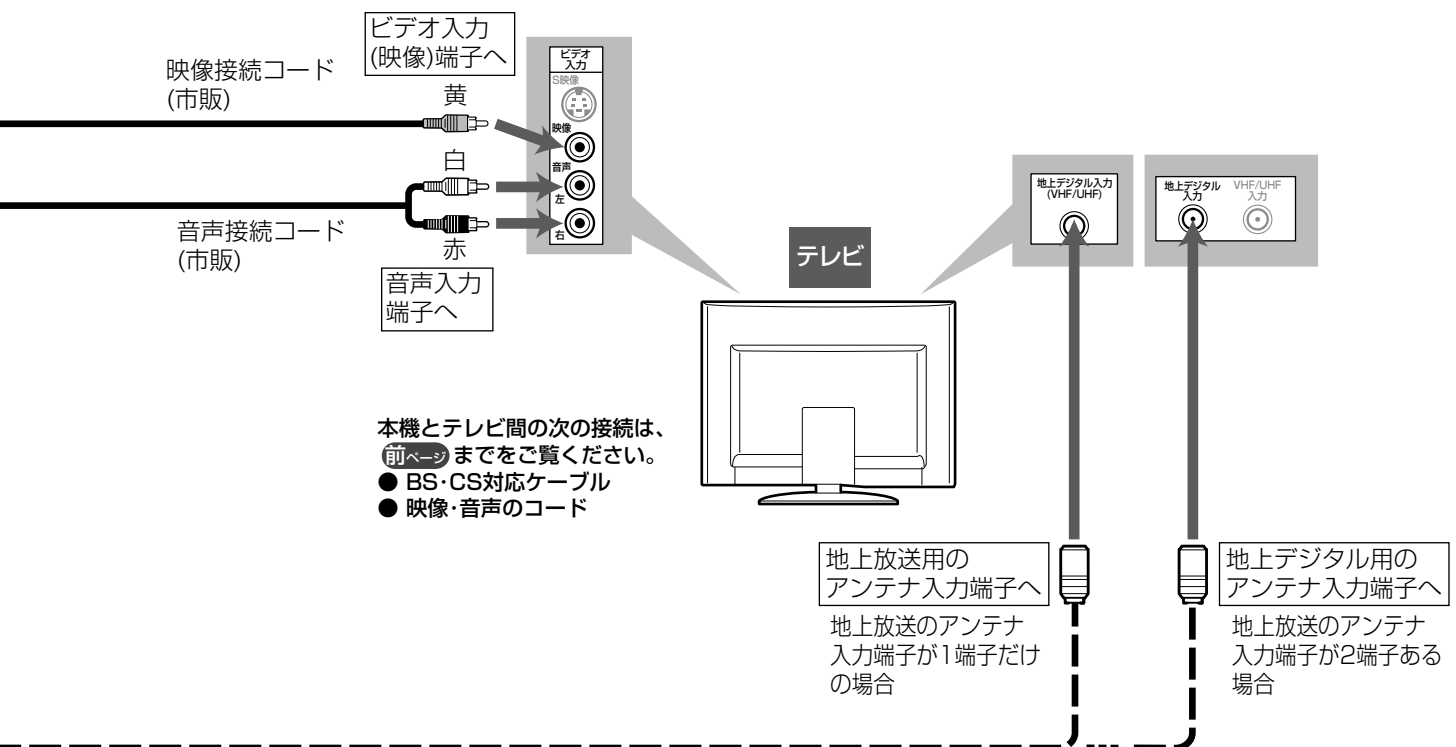 ビデオ入力
(映像)端子へ
映像接続コード
(市販)
黄
白
赤
音声接続コード
(市販)
音声入力
端子へ
ビデオ
入力
S映像
映像
音声
左
右
テレビ
地上デジタル入力
(VHF/UHF)
地上デジタル
入力
VHF/UHF
入力
本機とテレビ間の次の接続は、
前ページ までをご覧ください。
● BS･CS対応ケーブル
● 映像･音声のコード
地上放送用の
アンテナ入力端子へ
地上放送のアンテナ
入力端子が1端子だけ
の場合
地上デジタル用の
アンテナ入力端子へ
地上放送のアンテナ
入力端子が2端子ある
場合